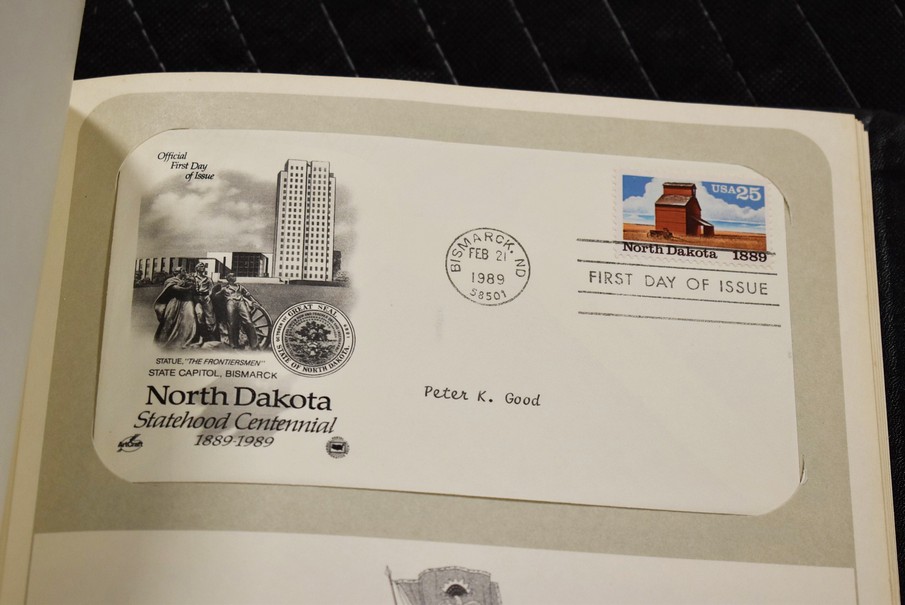 Official
First Day
of Issue
GREAT SEAL
STATE OF NORTH DAKOTA
STATUE, "THE FRONTIERSMEN"
STATE CAPITOL, BISMARCK
North Dakota
Statehood Centennial
1889-1989
ArtCraft
BISMARCK, ND
FEB 21
1989
58501
USA25
North Dakota 1889
FIRST DAY OF ISSUE
Peter K. Good